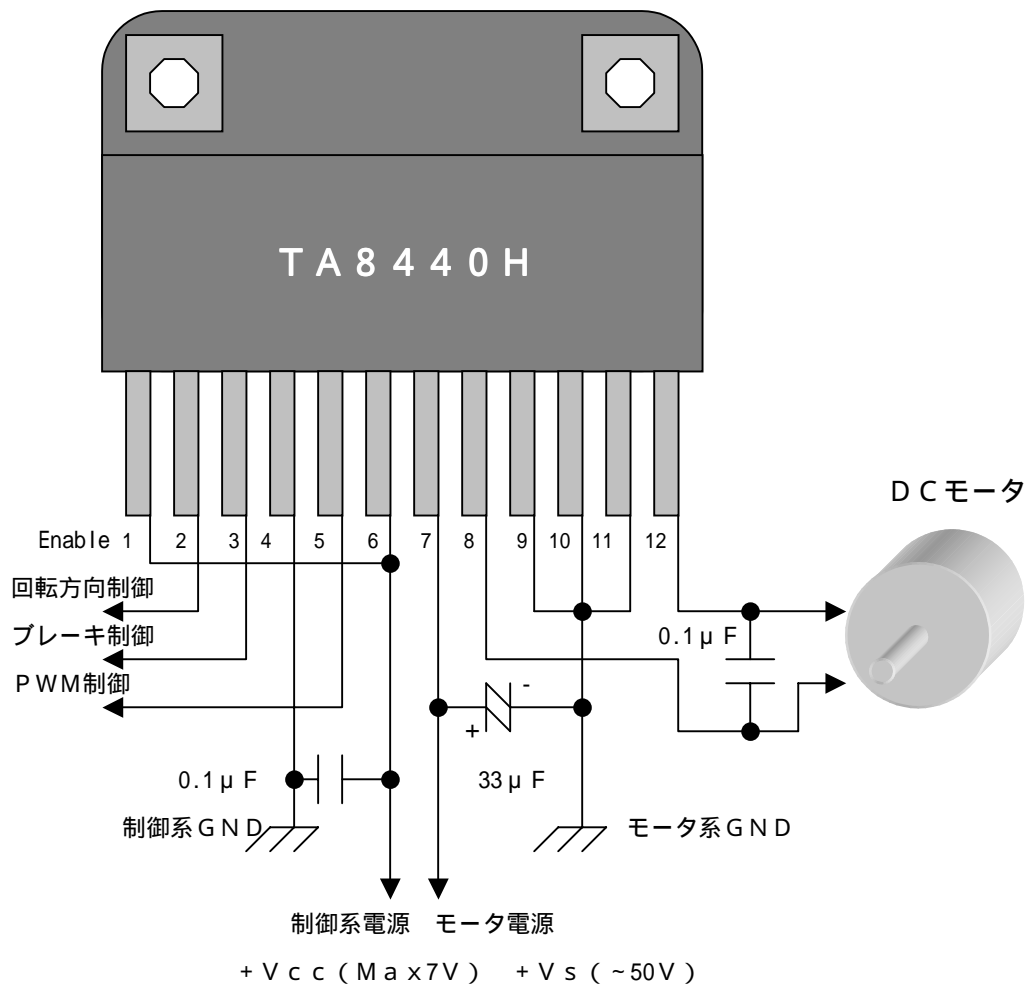 ＴＡ８４４０Ｈ
ＤＣモータ
Enable 1 2 3 4 5 6 7 8 9 10 11 12
回転方向制御
ブレーキ制御
0.1μF
ＰＷＭ制御
-
+
0.1μF
33μF
制御系ＧＮＤ
モータ系ＧＮＤ
制御系電源 モータ電源
+Ｖｃｃ（Ｍａｘ7Ｖ） +Ｖｓ（~50Ｖ）